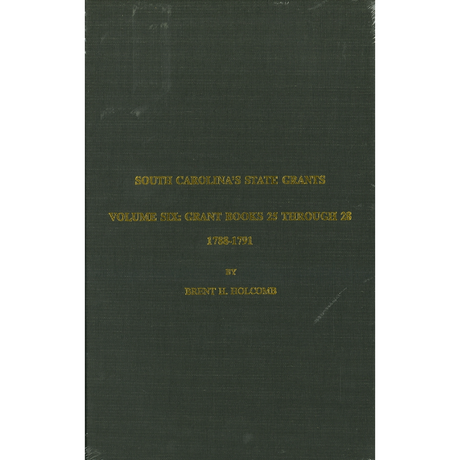 SOUTH CAROLINA'S STATE GRANTS
VOLUME SIX: GRANT BOOKS 25 THROUGH 28
1788-1791
BY
BRENT H. HOLCOMB